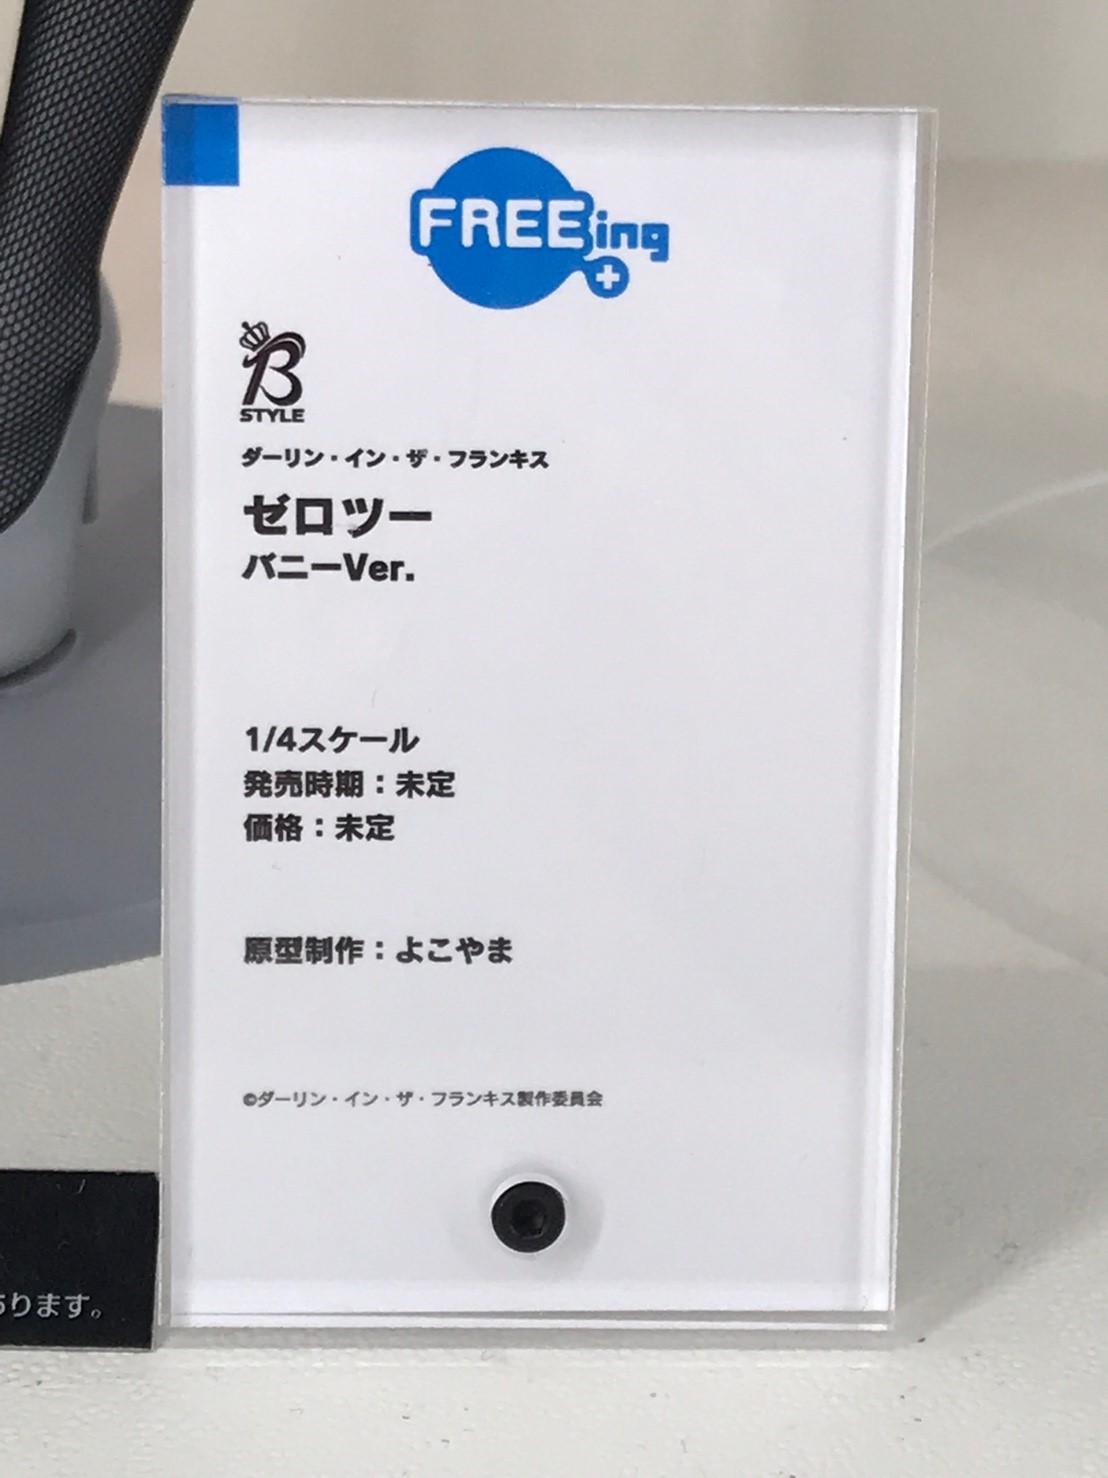 FREEing
B
STYLE
ダーリン・イン・ザ・フランキス
ゼロツー
バニーVer.
1/4スケール
発売時期：未定
価格：未定
原型制作：よこやま
©ダーリン・イン・ザ・フランキス製作委員会
ります。